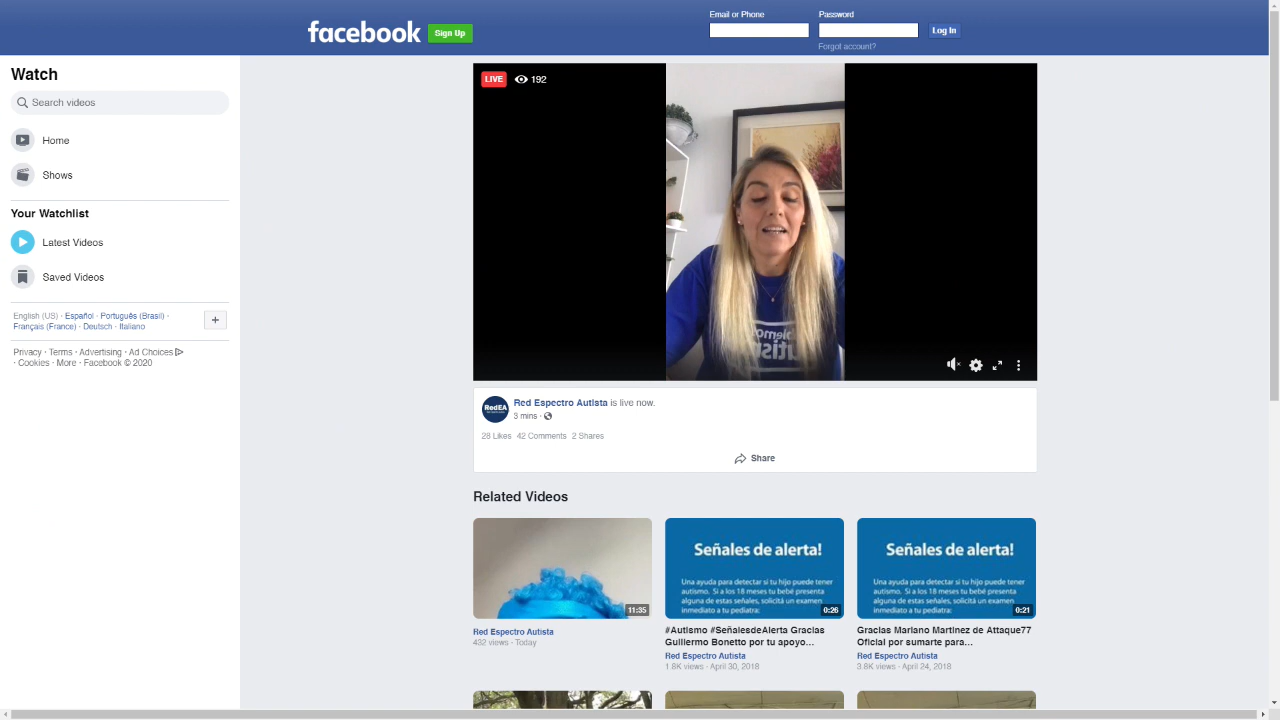 facebook
Sign Up
Email or Phone
Password
Log In
Forgot account?
Watch
Search videos
Home
Shows
Your Watchlist
Latest Videos
Saved Videos
English (US) · Español · Português (Brasil) ·
Français (France) · Deutsch · Italiano
+
Privacy · Terms · Advertising · Ad Choices
· Cookies · More · Facebook © 2020
LIVE
192
RedEA
Red Espectro Autista is live now.
3 mins ·
28 Likes 42 Comments 2 Shares
Share
Related Videos
11:35
Red Espectro Autista
432 views · Today
Señales de alerta!
Una ayuda para detectar si tu hijo puede tener
autismo. Si a los 18 meses tu bebé presenta
alguna de estas señales, solicitá un examen
inmediato a tu pediatra:
0:26
#Autismo #SeñalesdeAlerta Gracias
Guillermo Bonetto por tu apoyo...
Red Espectro Autista
1.8K views · April 30, 2018
Señales de alerta!
Una ayuda para detectar si tu hijo puede tener
autismo. Si a los 18 meses tu bebé presenta
alguna de estas señales, solicitá un examen
inmediato a tu pediatra:
0:21
Gracias Mariano Martinez de Attaque77
Oficial por sumarte para...
Red Espectro Autista
3.8K views · April 24, 2018